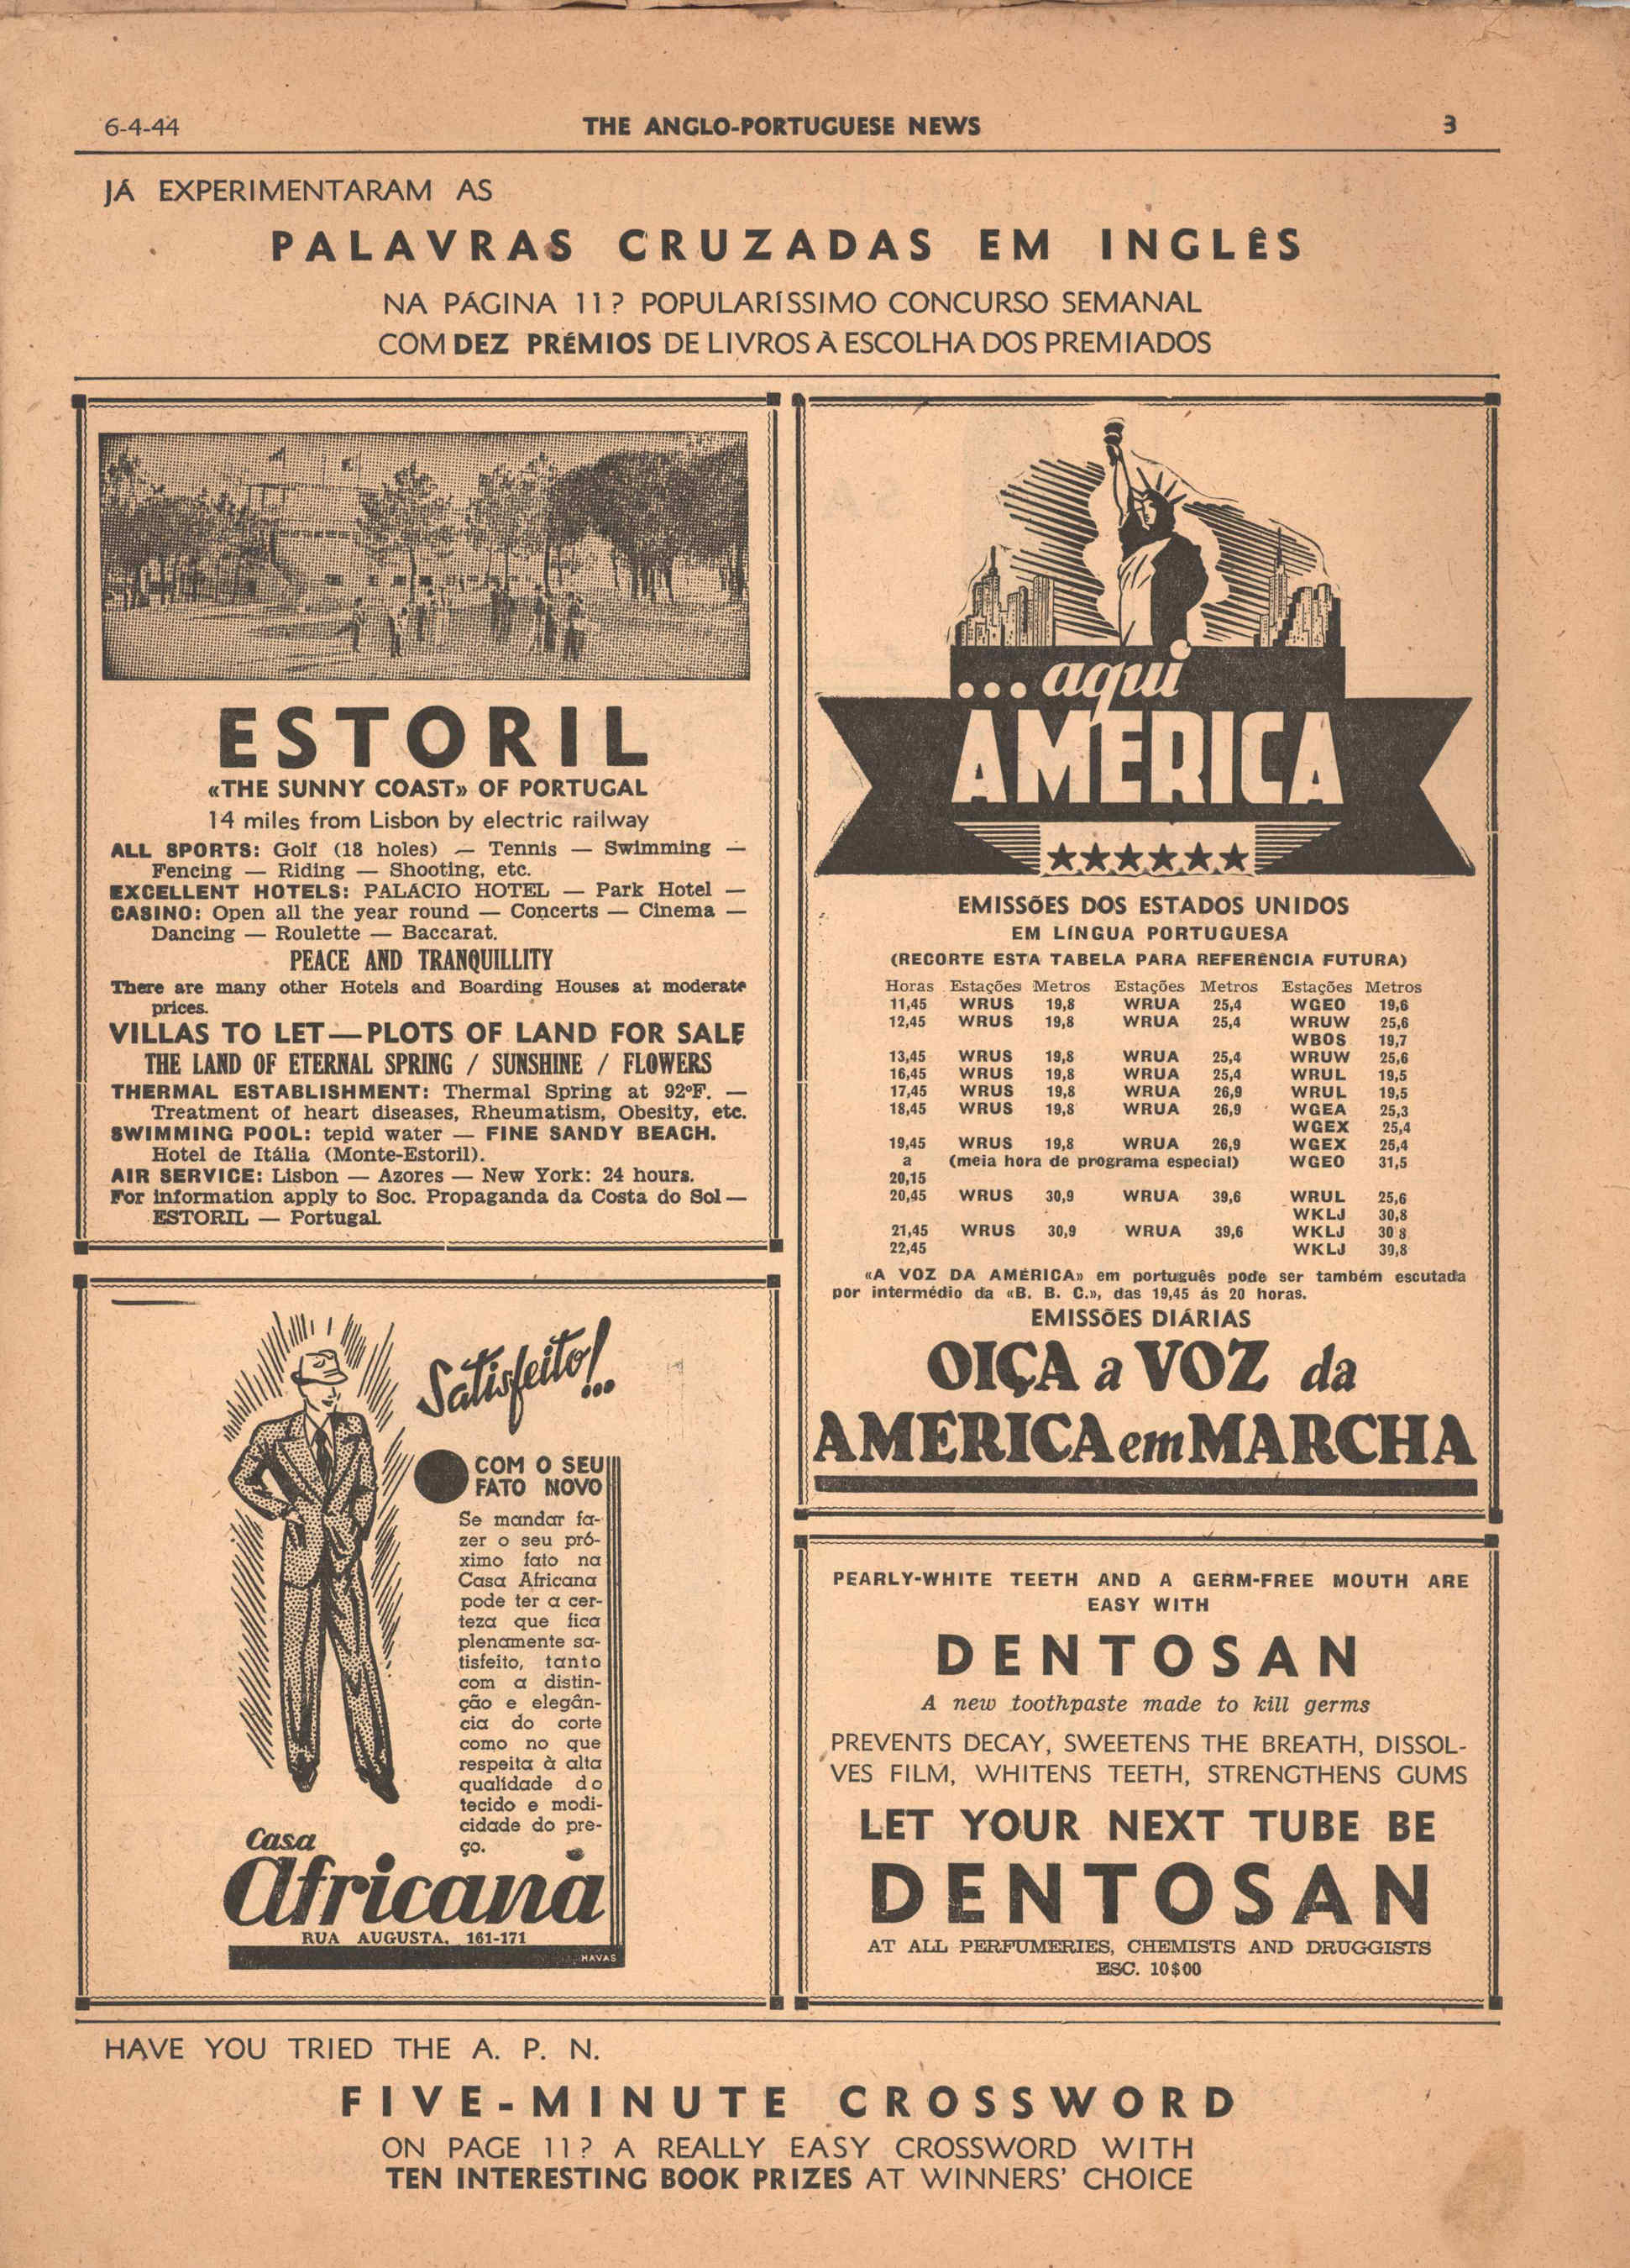 6-4-44 THE ANGLO-PORTUGUESE NEWS 3
JÁ EXPERIMENTARAM AS
PALAVRAS CRUZADAS EM INGLÊS
NA PÁGINA 11? POPULARÍSSIMO CONCURSO SEMANAL
COM DEZ PRÉMIOS DE LIVROS À ESCOLHA DOS PREMIADOS
ESTORIL
«THE SUNNY COAST» OF PORTUGAL
14 miles from Lisbon by electric railway
ALL SPORTS: Golf (18 holes) — Tennis — Swimming —
Fencing — Riding — Shooting, etc.
EXCELLENT HOTELS: PALÁCIO HOTEL — Park Hotel —
CASINO: Open all the year round — Concerts — Cinema —
Dancing — Roulette — Baccarat.
PEACE AND TRANQUILLITY
There are many other Hotels and Boarding Houses at moderate
prices.
VILLAS TO LET—PLOTS OF LAND FOR SALE
THE LAND OF ETERNAL SPRING / SUNSHINE / FLOWERS
THERMAL ESTABLISHMENT: Thermal Spring at 92ºF. —
Treatment of heart diseases, Rheumatism, Obesity, etc.
SWIMMING POOL: tepid water — FINE SANDY BEACH.
Hotel de Itália (Monte-Estoril).
AIR SERVICE: Lisbon — Azores — New York: 24 hours.
For information apply to Soc. Propaganda da Costa do Sol —
ESTORIL — Portugal
Satisfeito!...
COM O SEU
FATO NOVO
Se mandar fa-
zer o seu pró-
ximo fato na
Casa Africana
pode ter a cer-
teza que fica
plenamente sa-
tisfeito, tanto
com a distin-
ção e elegân-
cia do corte
como no que
respeita à alta
qualidade do
tecido e modi-
cidade do pre-
ço.
Casa
Africana
RUA AUGUSTA, 161-171
HAVAS
...aqui
AMÉRICA
EMISSÕES DOS ESTADOS UNIDOS
EM LÍNGUA PORTUGUESA
(RECORTE ESTA TABELA PARA REFERÊNCIA FUTURA)
Horas Estações Metros Estações Metros Estações Metros
11,45 WRUS 19,8 WRUA 25,4 WGEO 19,6
12,45 WRUS 19,8 WRUA 25,4 WRUW 25,6
WBOS 19,7
13,45 WRUS 19,8 WRUA 25,4 WRUW 25,6
16,45 WRUS 19,8 WRUA 25,4 WRUL 19,5
17,45 WRUS 19,8 WRUA 26,9 WRUL 19,5
18,45 WRUS 19,8 WRUA 26,9 WGEA 25,3
WGEX 25,4
19,45 WRUS 19,8 WRUA 26,9 WGEX 25,4
a (meia hora de programa especial) WGEO 31,5
20,15
20,45 WRUS 30,9 WRUA 39,6 WRUL 25,6
WKLJ 30,8
21,45 WRUS 30,9 WRUA 39,6 WKLJ 30 8
22,45 WKLJ 30,8
«A VOZ DA AMÉRICA» em português pode ser também escutada
por intermédio da «B. B. C.», das 19,45 ás 20 horas.
EMISSÕES DIÁRIAS
OIÇA a VOZ da
AMERICA em MARCHA
PEARLY-WHITE TEETH AND A GERM-FREE MOUTH ARE
EASY WITH
DENTOSAN
A new toothpaste made to kill germs
PREVENTS DECAY, SWEETENS THE BREATH, DISSOL-
VES FILM, WHITENS TEETH, STRENGTHENS GUMS
LET YOUR NEXT TUBE BE
DENTOSAN
AT ALL PERFUMERIES, CHEMISTS AND DRUGGISTS
ESC. 10$00
HAVE YOU TRIED THE A. P. N.
FIVE-MINUTE CROSSWORD
ON PAGE 11? A REALLY EASY CROSSWORD WITH
TEN INTERESTING BOOK PRIZES AT WINNERS' CHOICE